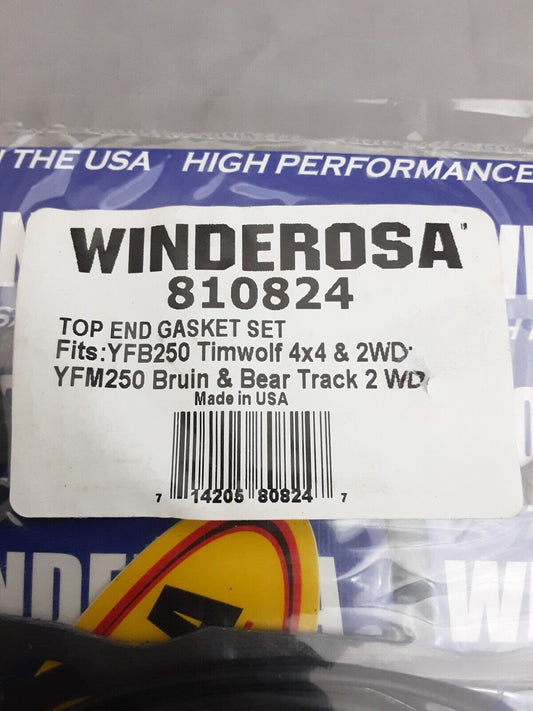 THE USA HIGH PERFORMANCE
WINDEROSA
810824
TOP END GASKET SET
Fits:YFB250 Timwolf 4x4 & 2WD
YFM250 Bruin & Bear Track 2 WD
Made in USA
7 14205 80824 7